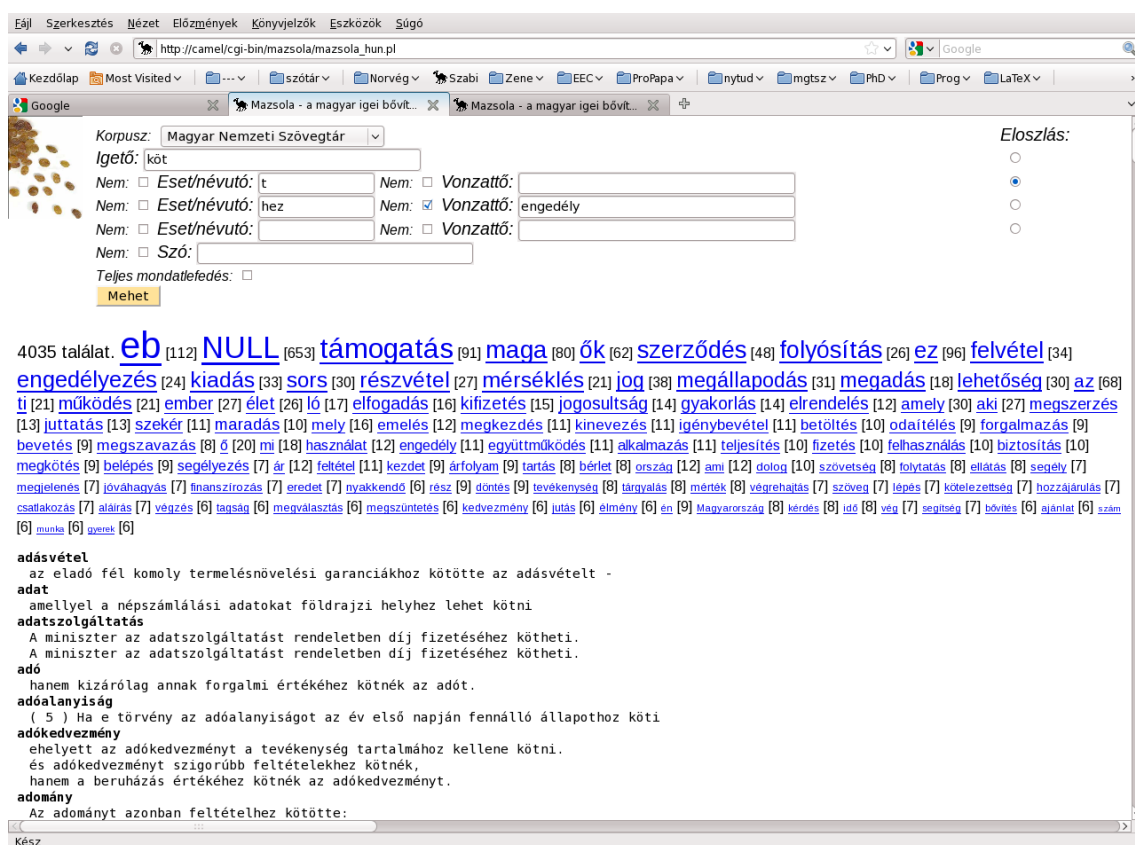 Fájl Szerkesztés Nézet Előzmények Könyvjelzők Eszközök Súgó
http://camel/cgi-bin/mazsola/mazsola_hun.pl Google
Kezdőlap Most Visited --- szótár Norvég Szabi Zene EEC ProPapa nytud mgtsz PhD Prog LaTeX
Google Mazsola - a magyar igei bővít... Mazsola - a magyar igei bővít...
Korpusz: Magyar Nemzeti Szövegtár Eloszlás:
Igető: köt
Nem: Eset/névutó: t Nem: Vonzattő:
Nem: Eset/névutó: hez Nem: Vonzattő: engedély
Nem: Eset/névutó: Nem: Vonzattő:
Nem: Szó:
Teljes mondatlefedés:
Mehet
4035 találat. eb [112] NULL [653] támogatás [91] maga [80] ők [62] szerződés [48] folyósítás [26] ez [96] felvétel [34]
engedélyezés [24] kiadás [33] sors [30] részvétel [27] mérséklés [21] jog [38] megállapodás [31] megadás [18] lehetőség [30] az [68]
ti [21] működés [21] ember [27] élet [26] ló [17] elfogadás [16] kifizetés [15] jogosultság [14] gyakorlás [14] elrendelés [12] amely [30] aki [27] megszerzés
[13] juttatás [13] szekér [11] maradás [10] mely [16] emelés [12] megkezdés [11] kinevezés [11] igénybevétel [11] betöltés [10] odaítélés [9] forgalmazás [9]
bevetés [9] megszavazás [8] ő [20] mi [18] használat [12] engedély [11] együttműködés [11] alkalmazás [11] teljesítés [10] fizetés [10] felhasználás [10] biztosítás [10]
megkötés [9] belépés [9] segélyezés [7] ár [12] feltétel [11] kezdet [9] árfolyam [9] tartás [8] bérlet [8] ország [12] ami [12] dolog [10] szövetség [8] folytatás [8] ellátás [8] segély [7]
megjelenés [7] jóváhagyás [7] finanszírozás [7] eredet [7] nyakkendő [6] rész [9] döntés [9] tevékenység [8] tárgyalás [8] mérték [8] végrehajtás [7] szöveg [7] lépés [7] kötelezettség [7] hozzájárulás [7]
csatlakozás [7] aláírás [7] végzés [6] tagság [6] megválasztás [6] megszüntetés [6] kedvezmény [6] jutás [6] élmény [6] én [9] Magyarország [8] kérdés [8] idő [8] vég [7] segítség [7] bővítés [6] ajánlat [6] szám
[6] munka [6] gyerek [6]
adásvétel
az eladó fél komoly termelésnövelési garanciákhoz kötötte az adásvételt -
adat
amellyel a népszámlálási adatokat földrajzi helyhez lehet kötni
adatszolgáltatás
A miniszter az adatszolgáltatást rendeletben díj fizetéséhez kötheti.
A miniszter az adatszolgáltatást rendeletben díj fizetéséhez kötheti.
adó
hanem kizárólag annak forgalmi értékéhez kötnék az adót.
adóalanyiság
( 5 ) Ha e törvény az adóalanyiságot az év első napján fennálló állapothoz köti
adókedvezmény
ehelyett az adókedvezményt a tevékenység tartalmához kellene kötni.
és adókedvezményt szigorúbb feltételekhez kötnék,
hanem a beruházás értékéhez kötnék az adókedvezményt.
adomány
Az adományt azonban feltételhez kötötte:
Kész